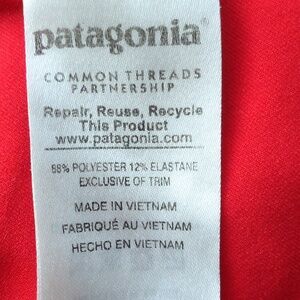 patagonia®
COMMON THREADS
PARTNERSHIP
Repair, Reuse, Recycle
This Product
www.patagonia.com
88% POLYESTER 12% ELASTANE
EXCLUSIVE OF TRIM
MADE IN VIETNAM
FABRIQUÉ AU VIETNAM
HECHO EN VIETNAM